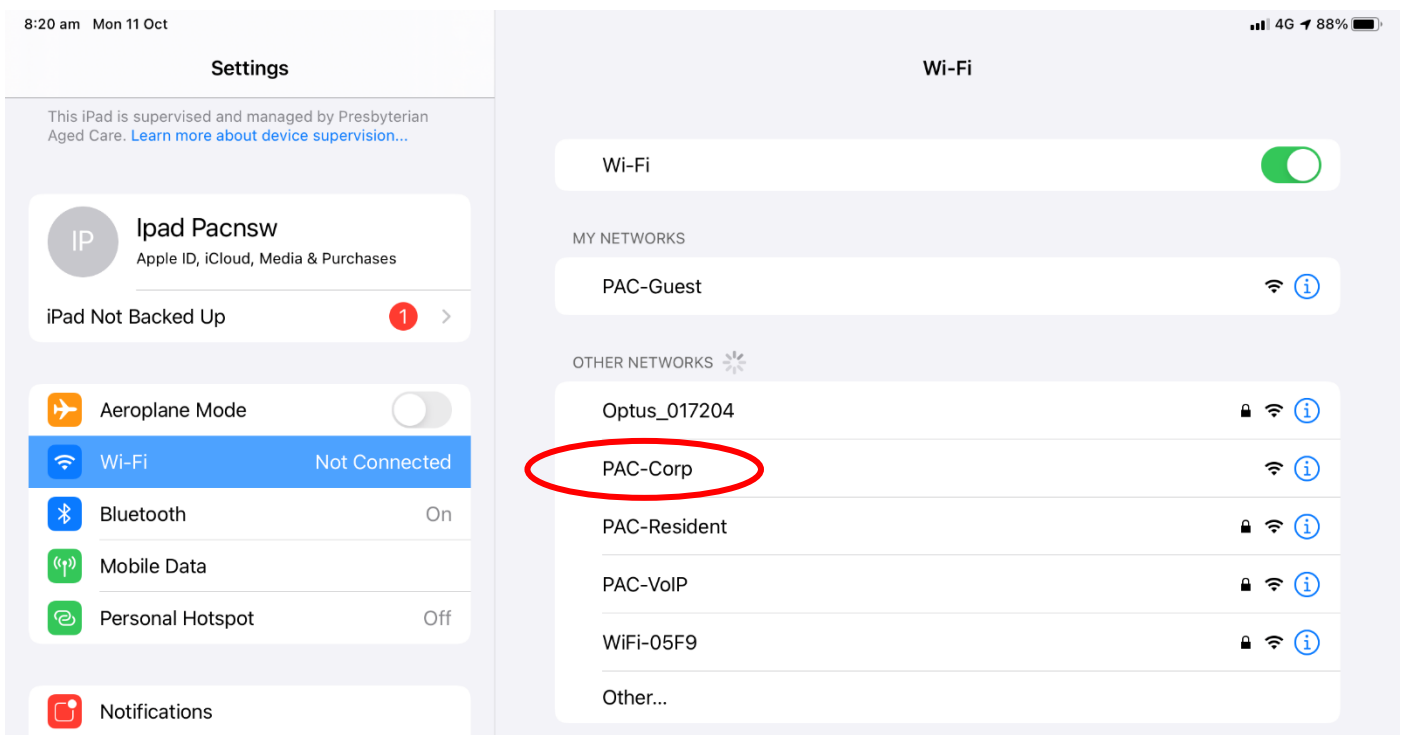 8:20 am Mon 11 Oct
4G 88%
Settings
This iPad is supervised and managed by Presbyterian
Aged Care. Learn more about device supervision...
IP
Ipad Pacnsw
Apple ID, iCloud, Media & Purchases
iPad Not Backed Up 1
Aeroplane Mode
Wi-Fi Not Connected
Bluetooth On
Mobile Data
Personal Hotspot Off
Notifications
Wi-Fi
Wi-Fi
MY NETWORKS
PAC-Guest
OTHER NETWORKS
Optus_017204
PAC-Corp
PAC-Resident
PAC-VoIP
WiFi-05F9
Other...